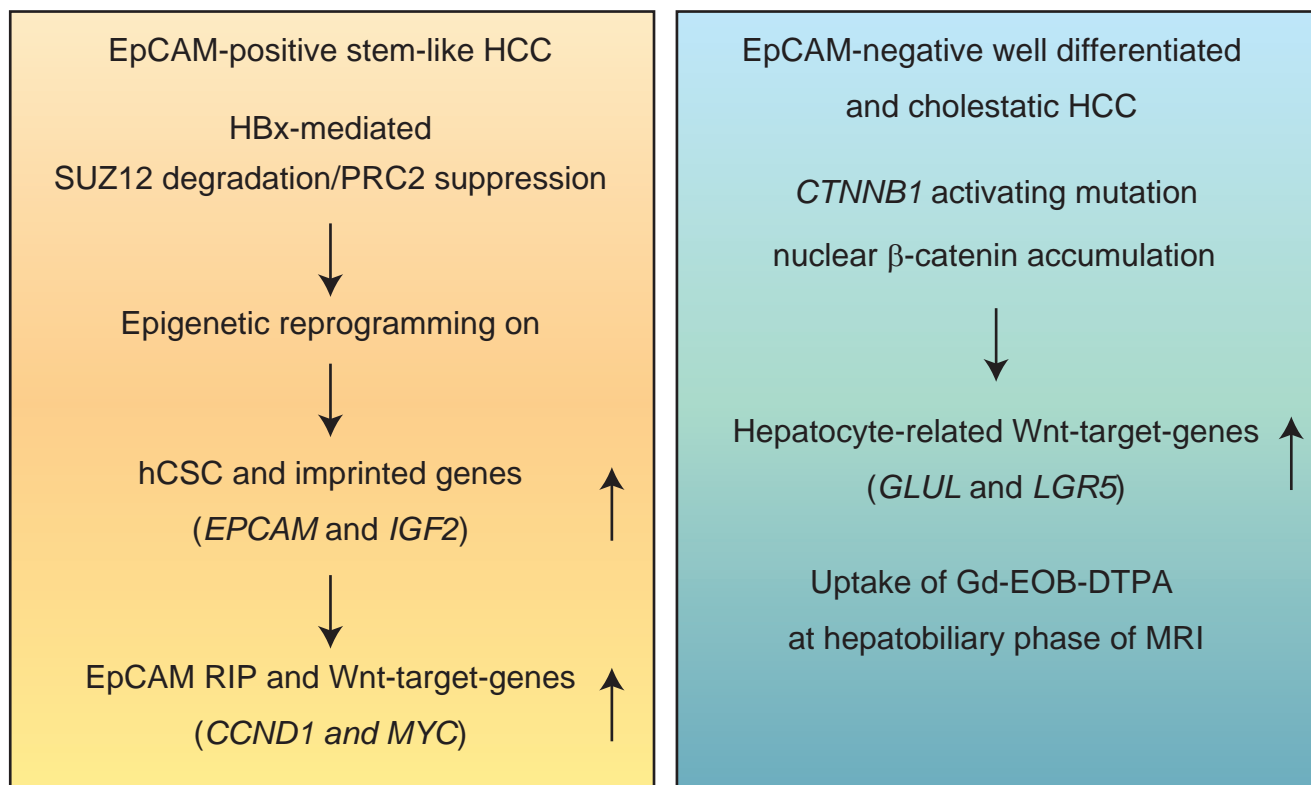 EpCAM-positive stem-like HCC
HBx-mediated
SUZ12 degradation/PRC2 suppression
Epigenetic reprogramming on
hCSC and imprinted genes
(EPCAM and IGF2)
EpCAM RIP and Wnt-target-genes
(CCND1 and MYC)
EpCAM-negative well differentiated
and cholestatic HCC
CTNNB1 activating mutation
nuclear β-catenin accumulation
Hepatocyte-related Wnt-target-genes
(GLUL and LGR5)
Uptake of Gd-EOB-DTPA
at hepatobiliary phase of MRI